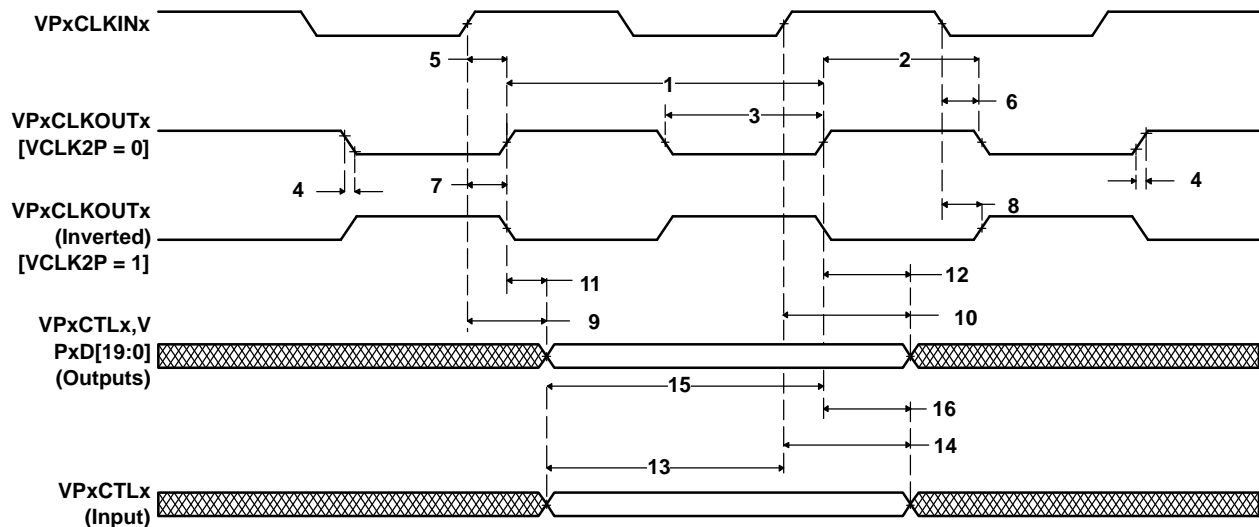 VPxCLKINx
5
2
1
6
3
VPxCLKOUTx
[VCLK2P = 0]
4
7
4
VPxCLKOUTx
(Inverted)
[VCLK2P = 1]
8
11
12
9
10
VPxCTLx,V
PxD[19:0]
(Outputs)
15
16
14
13
VPxCTLx
(Input)